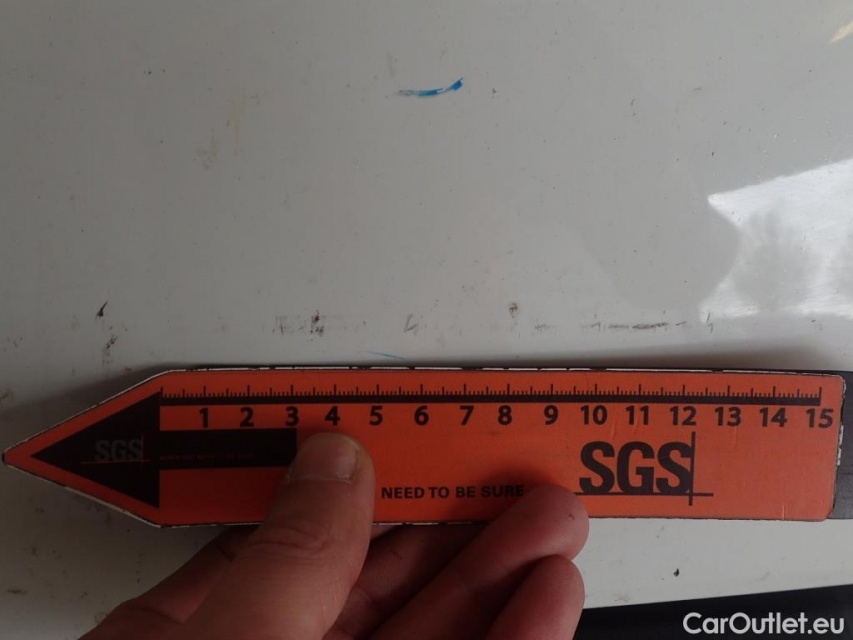 1 2 3 4 5 6 7 8 9 10 11 12 13 14 15
SGS
SGS
NEED TO BE SURE
CarOutlet.eu